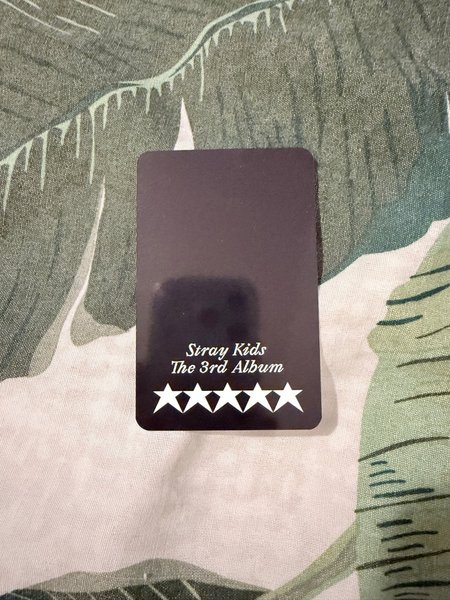 Stray Kids
The 3rd Album
★★★★★